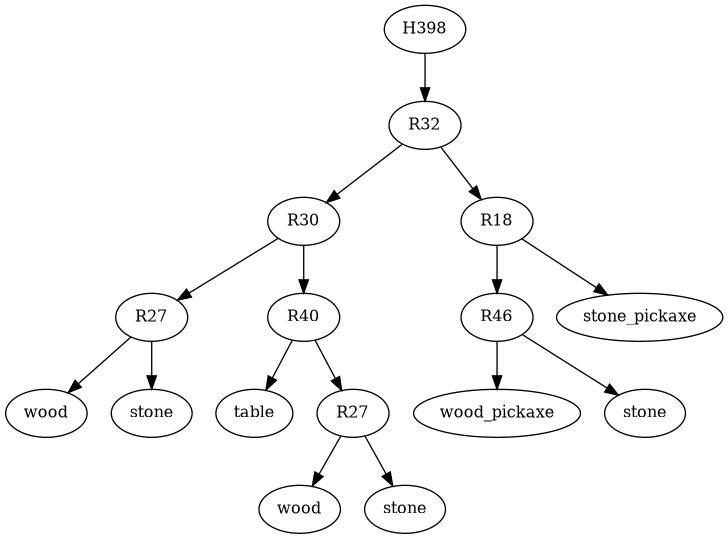 H398
R32
R30 R18
R27 R40 R46 stone_pickaxe
wood stone table R27 wood_pickaxe stone
wood stone